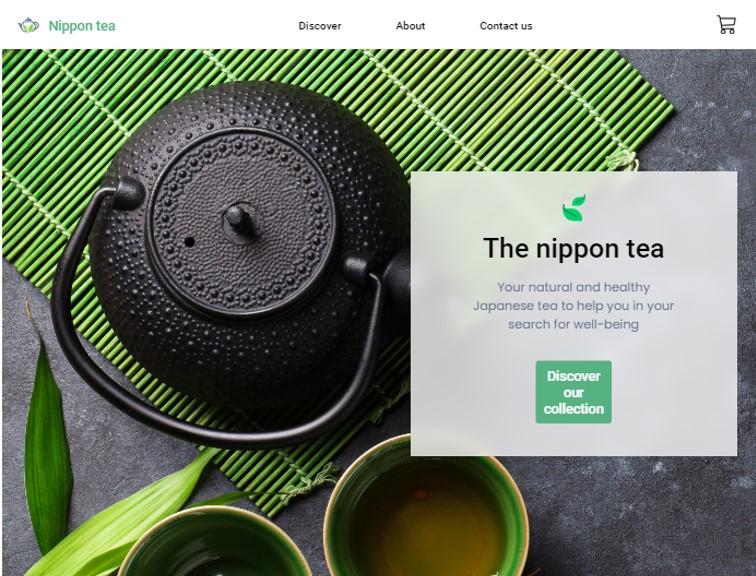 Nippon tea
Discover
About
Contact us
The nippon tea
Your natural and healthy
Japanese tea to help you in your
search for well-being
Discover
our
collection